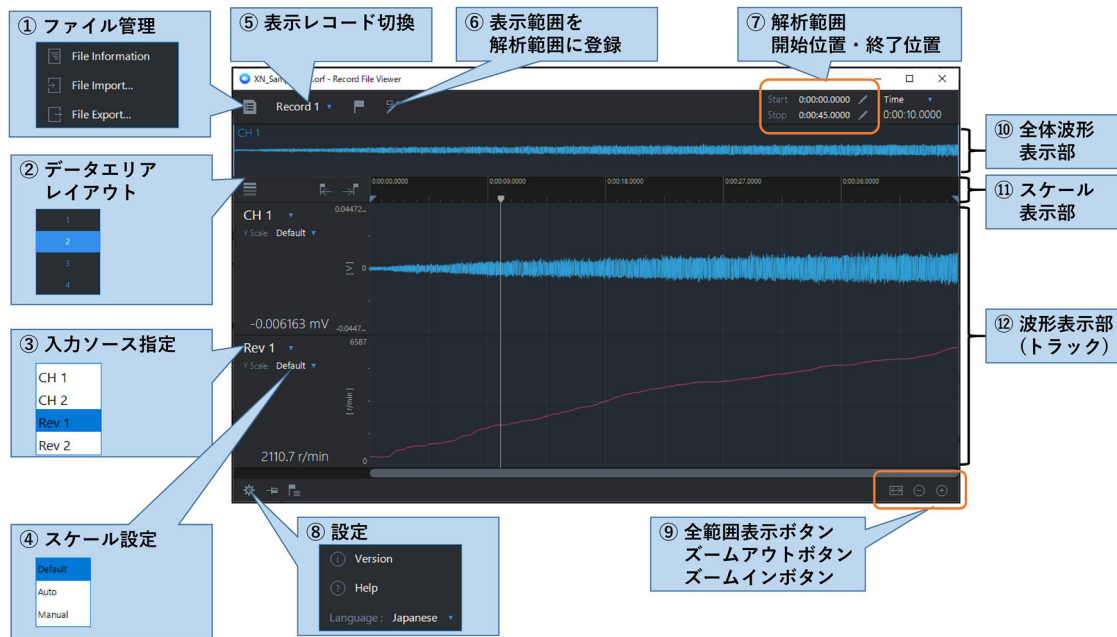 ① ファイル管理
File Information
File Import...
File Export...
② データエリア
レイアウト
1
2
3
4
③ 入力ソース指定
CH 1
CH 2
Rev 1
Rev 2
④ スケール設定
Default
Auto
Manual
⑤ 表示レコード切換
⑥ 表示範囲を
解析範囲に登録
⑦ 解析範囲
開始位置・終了位置
.orf - Record File Viewer
Record 1
Start 0:00:00.0000
Stop 0:00:45.0000
Time
0:00:10.0000
CH 1
0:00:00.0000 0:00:09.0000 0:00:18.0000 0:00:27.0000 0:00:36.0000
CH 1
Y Scale Default
0.04472...
[V]
0
-0.006163 mV
-0.0447...
Rev 1
Y Scale Default
6587
[r/min]
2110.7 r/min
0
⑧ 設定
Version
Help
Language : Japanese
⑨ 全範囲表示ボタン
ズームアウトボタン
ズームインボタン
⑩ 全体波形
表示部
⑪ スケール
表示部
⑫ 波形表示部
(トラック)